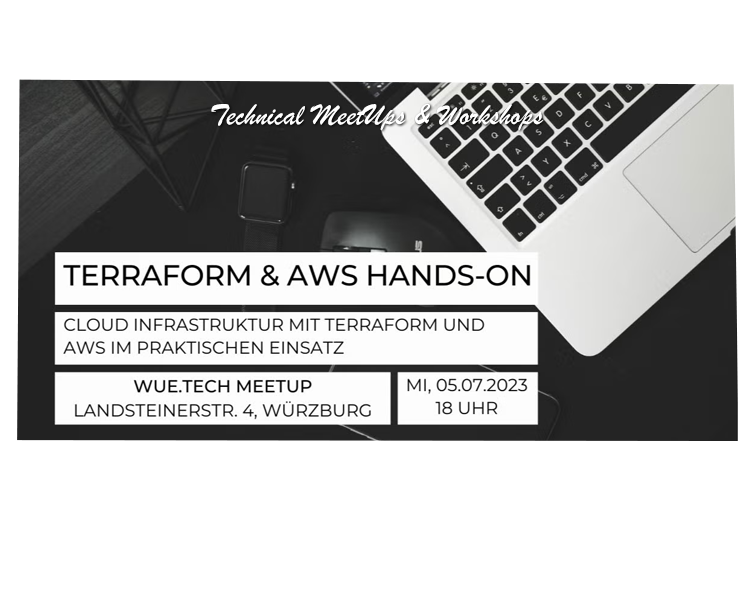 Technical MeetUps & Workshops
TERRAFORM & AWS HANDS-ON
CLOUD INFRASTRUKTUR MIT TERRAFORM UND
AWS IM PRAKTISCHEN EINSATZ
WUE.TECH MEETUP
LANDSTEINERSTR. 4, WÜRZBURG
MI, 05.07.2023
18 UHR